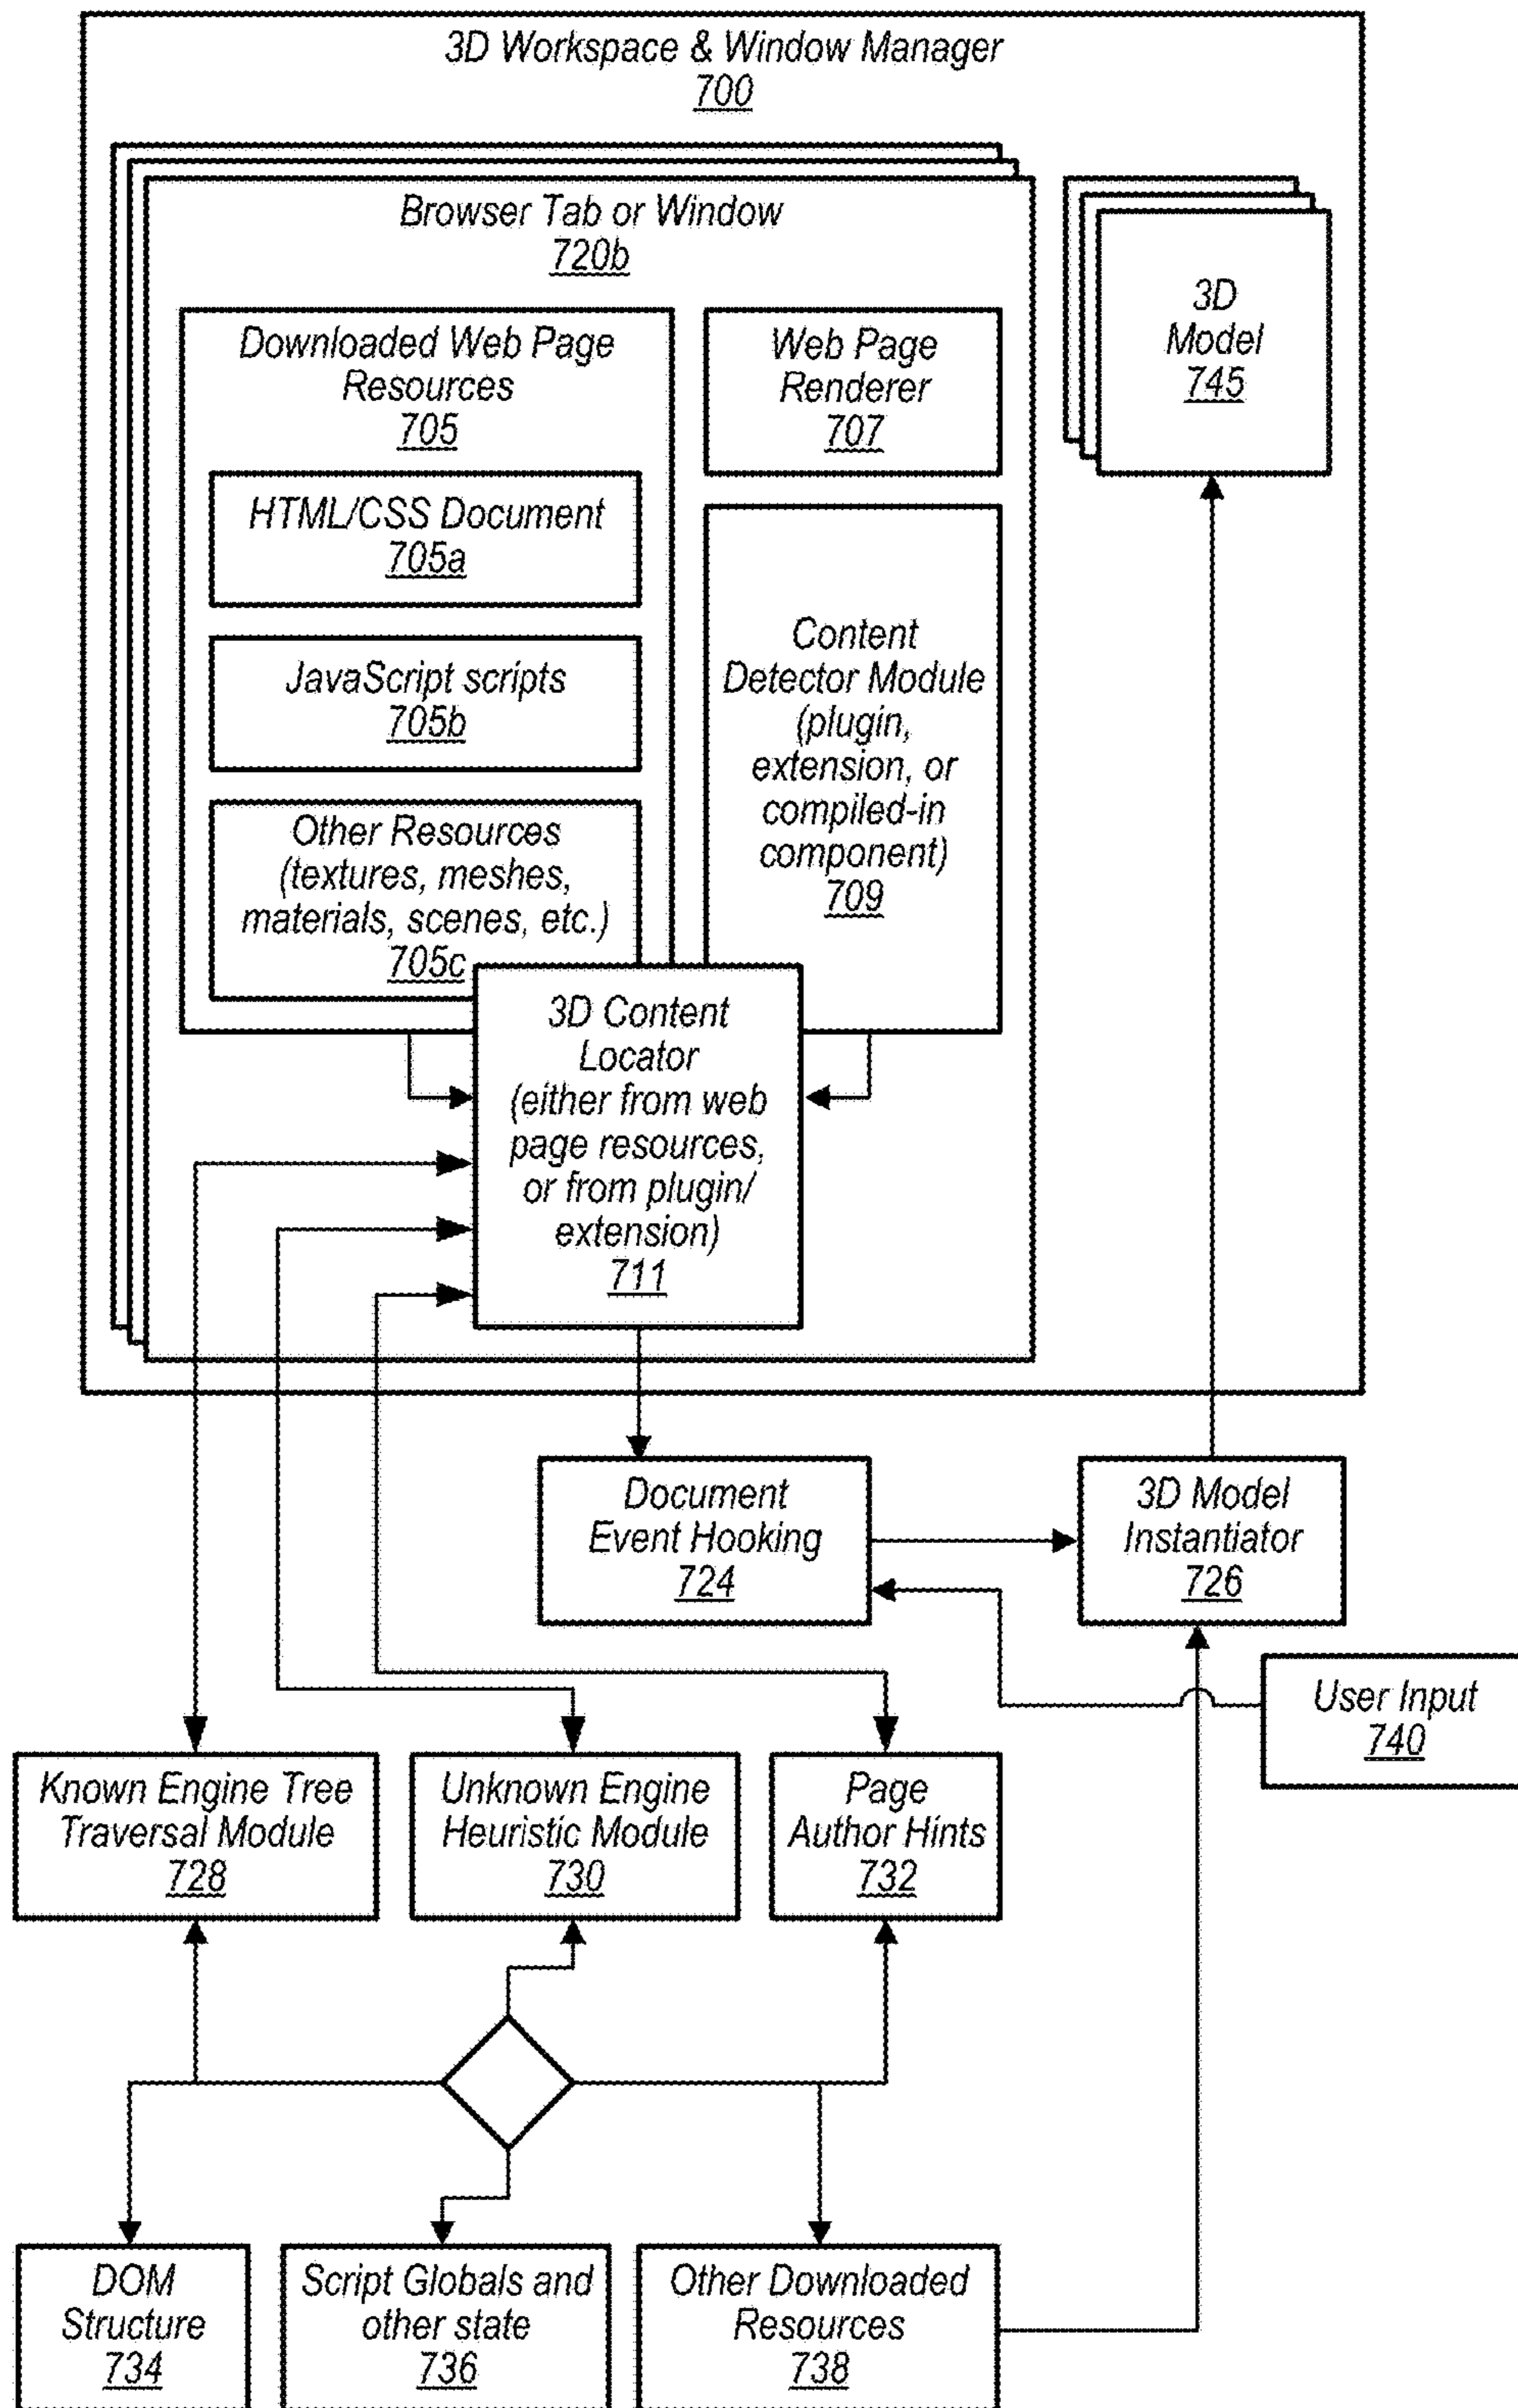 3D Workspace & Window Manager
700
Browser Tab or Window
720b
Downloaded Web Page
Resources
705
HTML/CSS Document
705a
JavaScript scripts
705b
Other Resources
(textures, meshes,
materials, scenes, etc.)
705c
Web Page
Renderer
707
Content
Detector Module
(plugin,
extension, or
compiled-in
component)
709
3D Content
Locator
(either from web
page resources,
or from plugin/
extension)
711
3D
Model
745
Document
Event Hooking
724
3D Model
Instantiator
726
User Input
740
Known Engine Tree
Traversal Module
728
Unknown Engine
Heuristic Module
730
Page
Author Hints
732
DOM
Structure
734
Script Globals and
other state
736
Other Downloaded
Resources
738